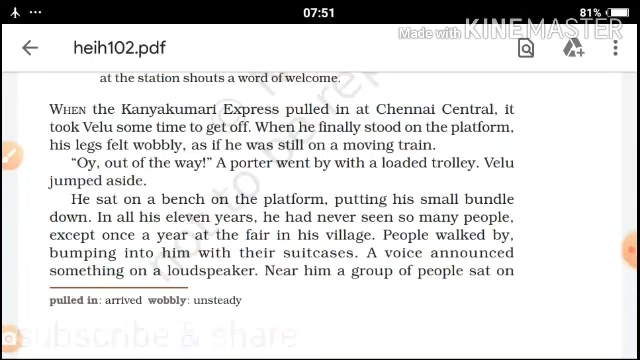 07:51
81%
Made with KINEMASTER
heih102.pdf
at the station shouts a word of welcome.
WHEN the Kanyakumari Express pulled in at Chennai Central, it
took Velu some time to get off. When he finally stood on the platform,
his legs felt wobbly, as if he was still on a moving train.
“Oy, out of the way!” A porter went by with a loaded trolley. Velu
jumped aside.
He sat on a bench on the platform, putting his small bundle
down. In all his eleven years, he had never seen so many people,
except once a year at the fair in his village. People walked by,
bumping into him with their suitcases. A voice announced
something on a loudspeaker. Near him a group of people sat on
pulled in: arrived wobbly: unsteady
subscribe & share
not to be rep